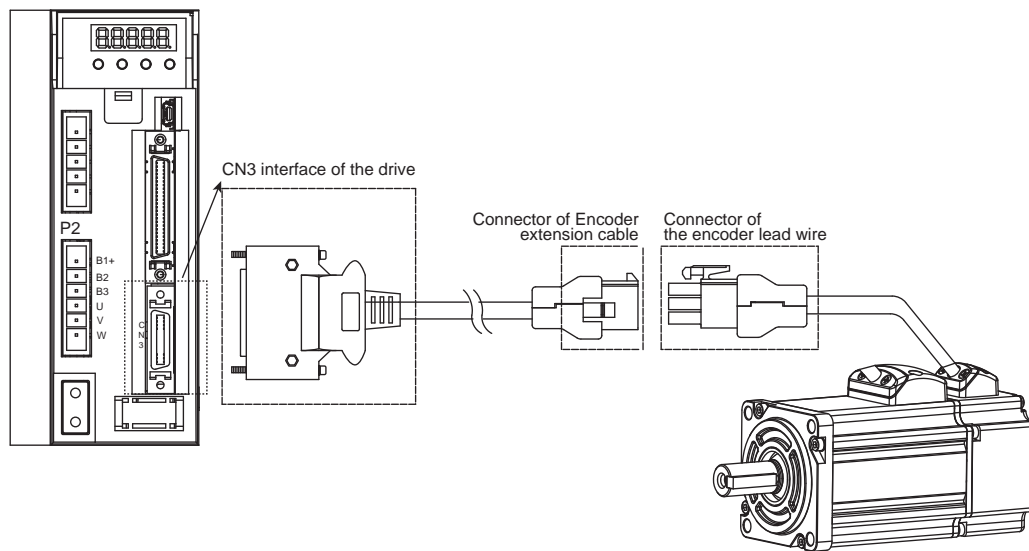 88888
CN3 interface of the drive
P2
B1+
B2
B3
U
V
W
C
N
3
Connector of Encoder
extension cable
Connector of
the encoder lead wire